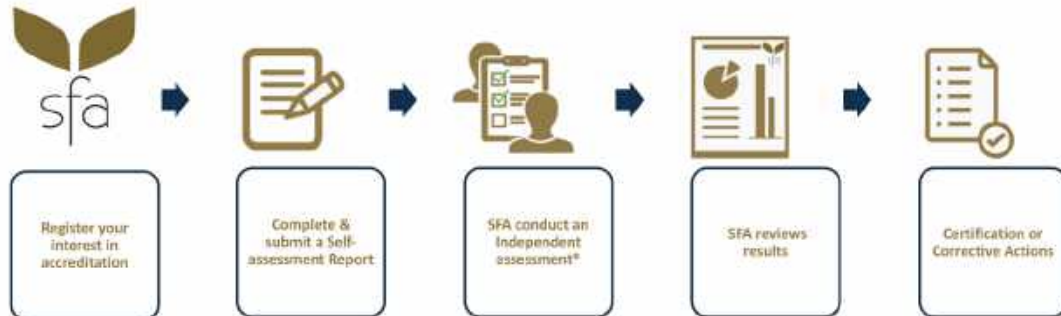 sfa
Register your
interest in
accreditation
Complete &
submit a Self-
assessment Report
SFA conduct an
Independent
assessment*
SFA reviews
results
Certification or
Corrective Actions